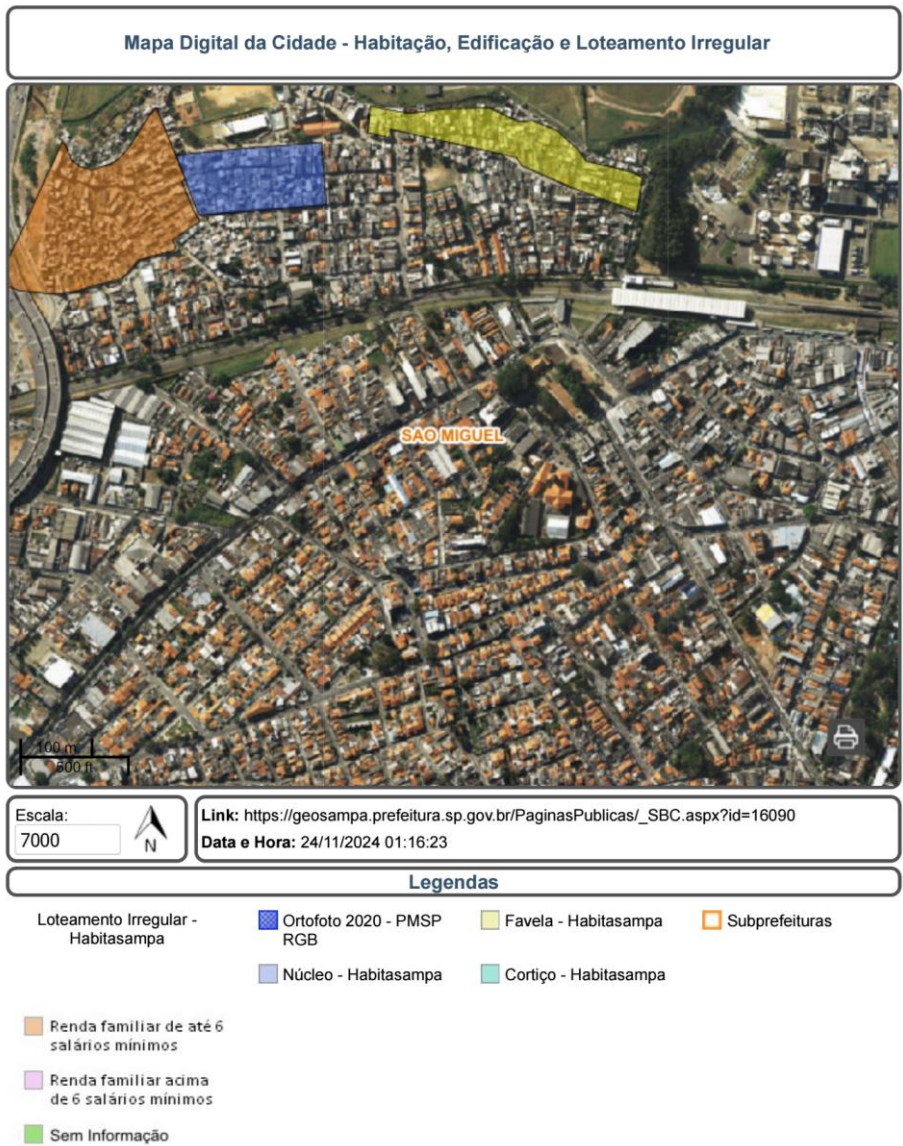 Mapa Digital da Cidade - Habitação, Edificação e Loteamento Irregular
SAO MIGUEL
100 m
500 ft
Escala:
7000
N
Link: https://geosampa.prefeitura.sp.gov.br/PaginasPublicas/_SBC.aspx?id=16090
Data e Hora: 24/11/2024 01:16:23
Legendas
Loteamento Irregular -
Habitasampa
Ortofoto 2020 - PMSP
RGB
Favela - Habitasampa
Subprefeituras
Núcleo - Habitasampa
Cortiço - Habitasampa
Renda familiar de até 6
salários mínimos
Renda familiar acima
de 6 salários mínimos
Sem Informação